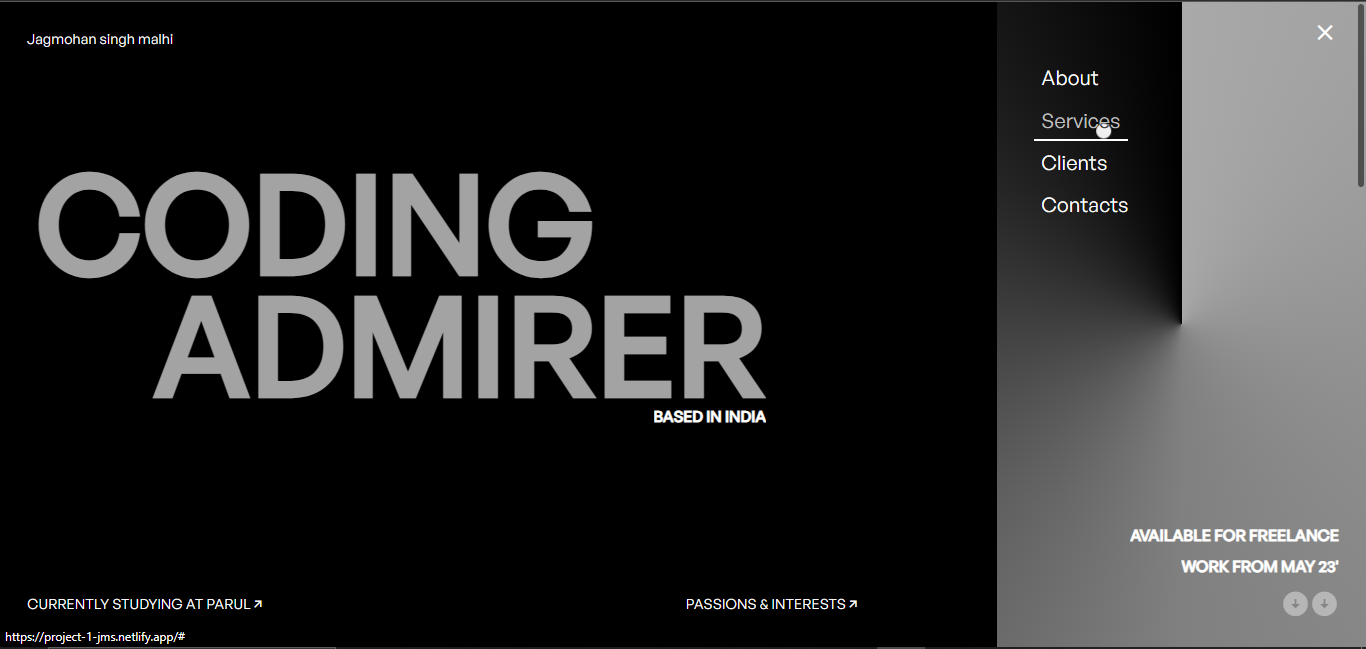 Jagmohan singh malhi
About
Services
Clients
Contacts
CODING
ADMIRER
BASED IN INDIA
AVAILABLE FOR FREELANCE
WORK FROM MAY 23'
CURRENTLY STUDYING AT PARUL
PASSIONS & INTERESTS
https://project-1-jms.netlify.app/#